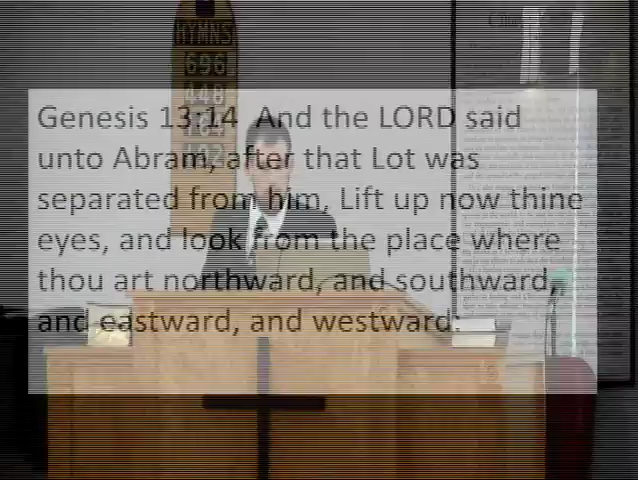 HYMNS
696
448
164
Genesis 13:14 And the LORD said
unto Abram, after that Lot was
separated from him, Lift up now thine
eyes, and look from the place where
thou art northward, and southward,
and eastward, and westward: